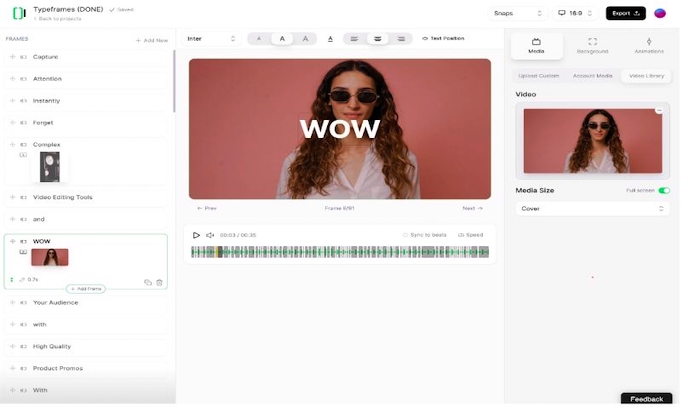 Typeframes (DONE) Saved
< Back to projects
Snaps
16:9
Export
FRAMES
+ Add New
Inter
A A A A
Text Position
Media
Background
Animations
Capture
Attention
Instantly
Forget
Complex
Video Editing Tools
and
WOW
0.7s
+ Add Frame
Your Audience
with
High Quality
Product Promos
With
WOW
← Prev
Frame 8/91
Next →
00:03 / 00:35
Sync to beats
Speed
Upload Custom
Account Media
Video Library
Video
Media Size
Full screen
Cover
Feedback